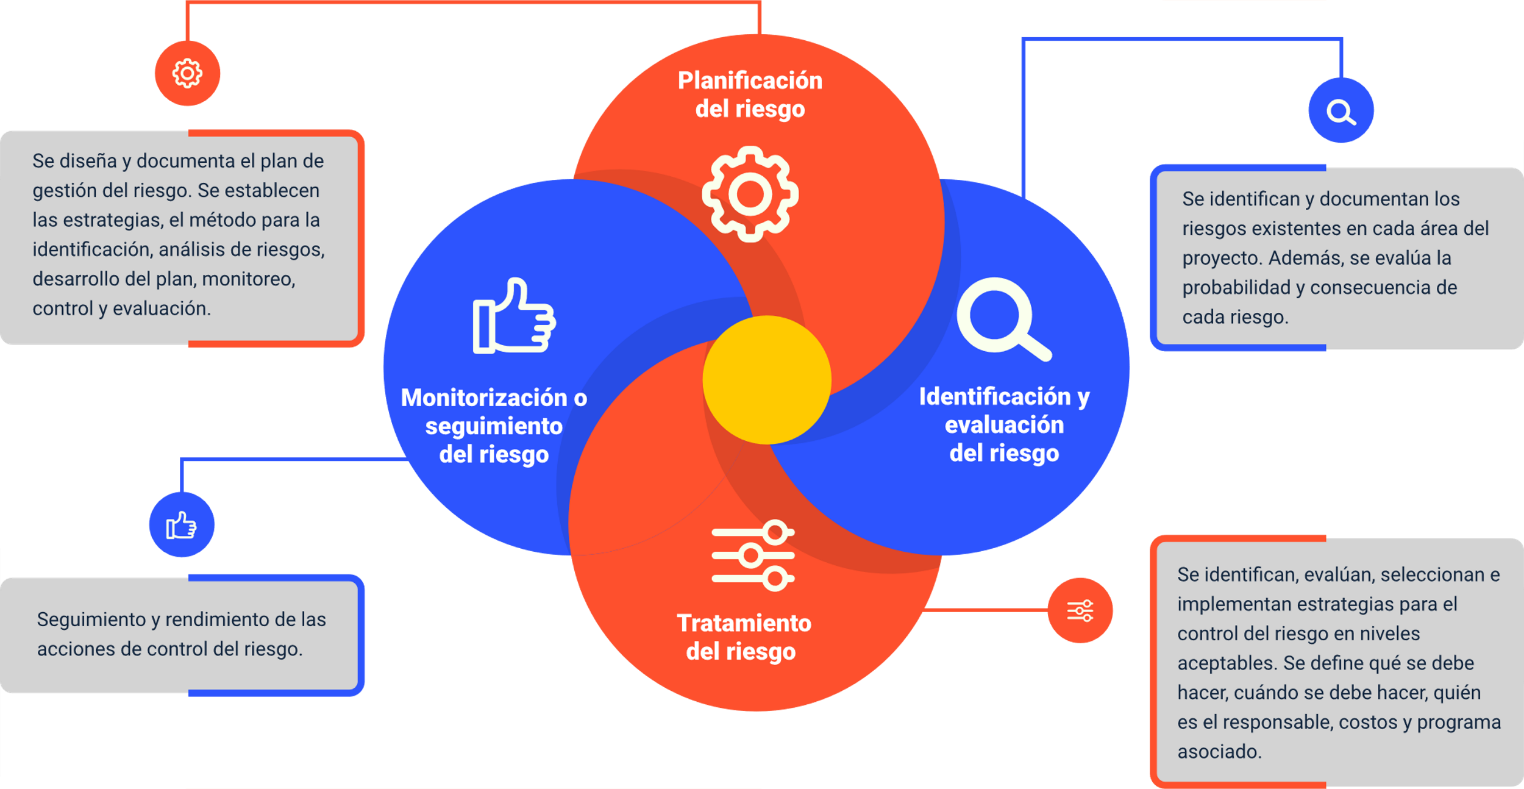 Planificación
del riesgo
Se diseña y documenta el plan de
gestión del riesgo. Se establecen
las estrategias, el método para la
identificación, análisis de riesgos,
desarrollo del plan, monitoreo,
control y evaluación.
Identificación y
evaluación
del riesgo
Se identifican y documentan los
riesgos existentes en cada área del
proyecto. Además, se evalúa la
probabilidad y consecuencia de
cada riesgo.
Tratamiento
del riesgo
Se identifican, evalúan, seleccionan e
implementan estrategias para el
control del riesgo en niveles
aceptables. Se define qué se debe
hacer, cuándo se debe hacer, quién
es el responsable, costos y programa
asociado.
Monitorización o
seguimiento
del riesgo
Seguimiento y rendimiento de las
acciones de control del riesgo.